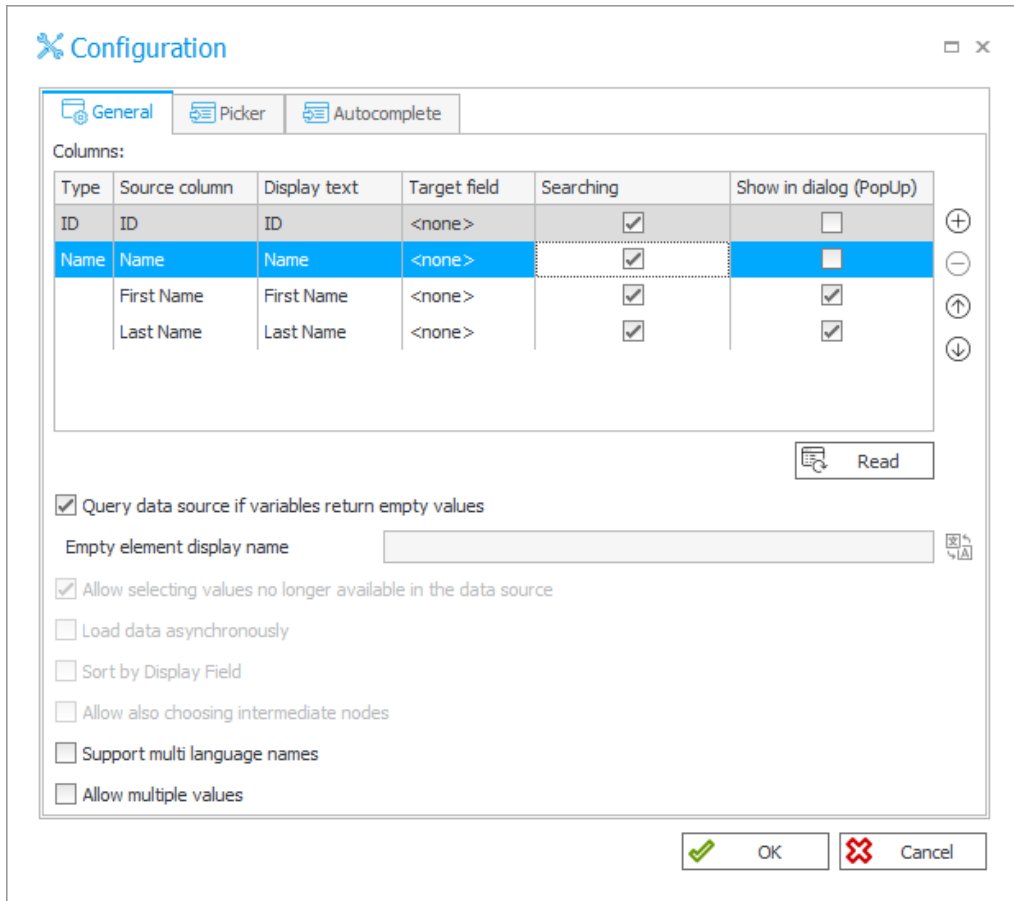 Configuration
General Picker Autocomplete
Columns:
Type Source column Display text Target field Searching Show in dialog (PopUp)
ID ID ID <none>
Name Name Name <none>
First Name First Name <none>
Last Name Last Name <none>
Read
Query data source if variables return empty values
Empty element display name
Allow selecting values no longer available in the data source
Load data asynchronously
Sort by Display Field
Allow also choosing intermediate nodes
Support multi language names
Allow multiple values
OK Cancel